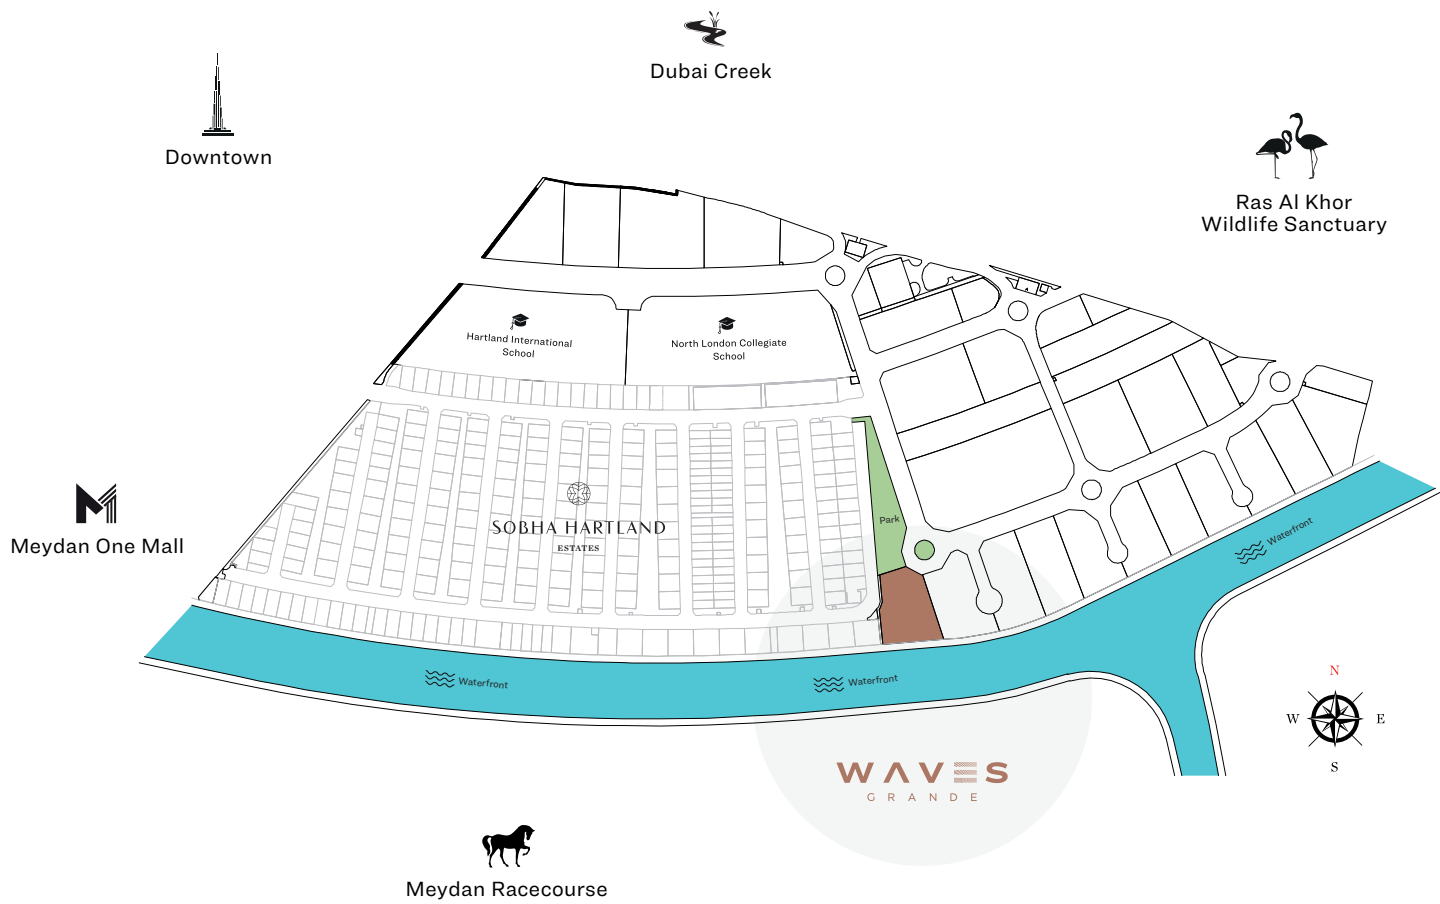 Dubai Creek
Downtown
Ras Al Khor
Wildlife Sanctuary
Hartland International
School
North London Collegiate
School
Meydan One Mall
SOBHA HARTLAND
ESTATES
Park
Waterfront
Waterfront
Waterfront
N
W
E
S
WAVES
GRANDE
Meydan Racecourse